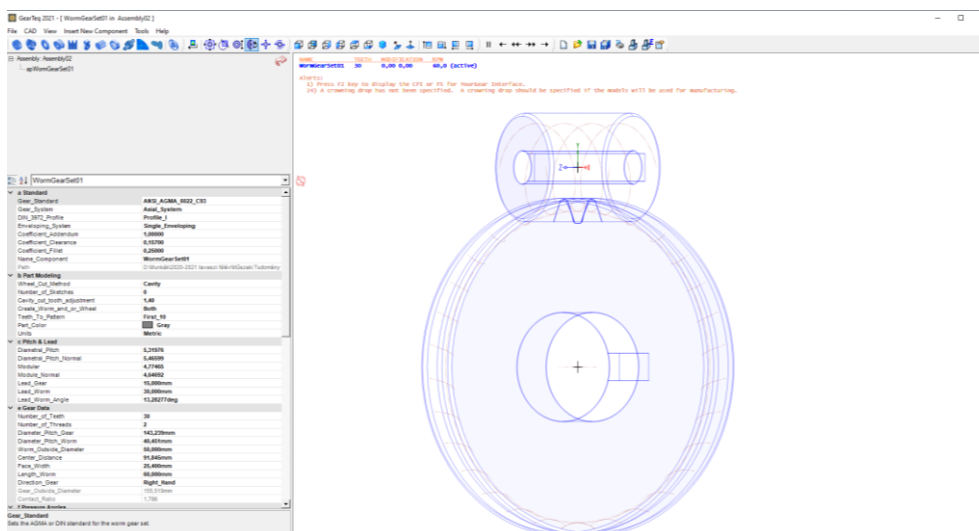 GearTeq 2021 - [ WormGearSet01 in Assembly02 ]
File CAD View Insert New Component Tools Help
Assembly: Assembly02
apWormGearSet01
NAME TEETH MODIFICATION RPM
WormGearSet01 30 0,00 0,00 60,0 (active)
Alerts:
1) Press F2 key to display the CFS or FS for YourGear Interface.
24) A crowning drop has not been specified. A crowning drop should be specified if the models will be used for manufacturing.
Y
Z
WormGearSet01
a Standard
Gear_Standard ANSI_AGMA_6022_C93
Gear_System Axial_System
DIN_3972_Profile Profile_I
Enveloping_System Single_Enveloping
Coefficient_Addendum 1,00000
Coefficient_Clearance 0,15700
Coefficient_Fillet 0,25000
Name_Component WormGearSet01
Path
b Part Modeling
Wheel_Cut_Method Cavity
Number_of_Sketches 0
Cavity_cut_tooth_adjustment 1,40
Create_Worm_and_or_Wheel Both
Teeth_To_Pattern First_10
Part_Color Gray
Units Metric
c Pitch & Lead
Diametral_Pitch 5,31976
Diametral_Pitch_Normal 5,46599
Modular 4,77465
Module_Normal 4,64692
Lead_Gear 15,000mm
Lead_Worm 30,000mm
Lead_Worm_Angle 13,28277deg
e Gear Data
Number_of_Teeth 30
Number_of_Threads 2
Diameter_Pitch_Gear 143,239mm
Diameter_Pitch_Worm 40,451mm
Worm_Outside_Diameter 50,000mm
Center_Distance 91,845mm
Face_Width 25,400mm
Length_Worm 60,000mm
Direction_Gear Right_Hand
Gear_Outside_Diameter
Contact_Ratio
f Pressure Angles
Gear_Standard
Sets the AGMA or DIN standard for the worm gear set.